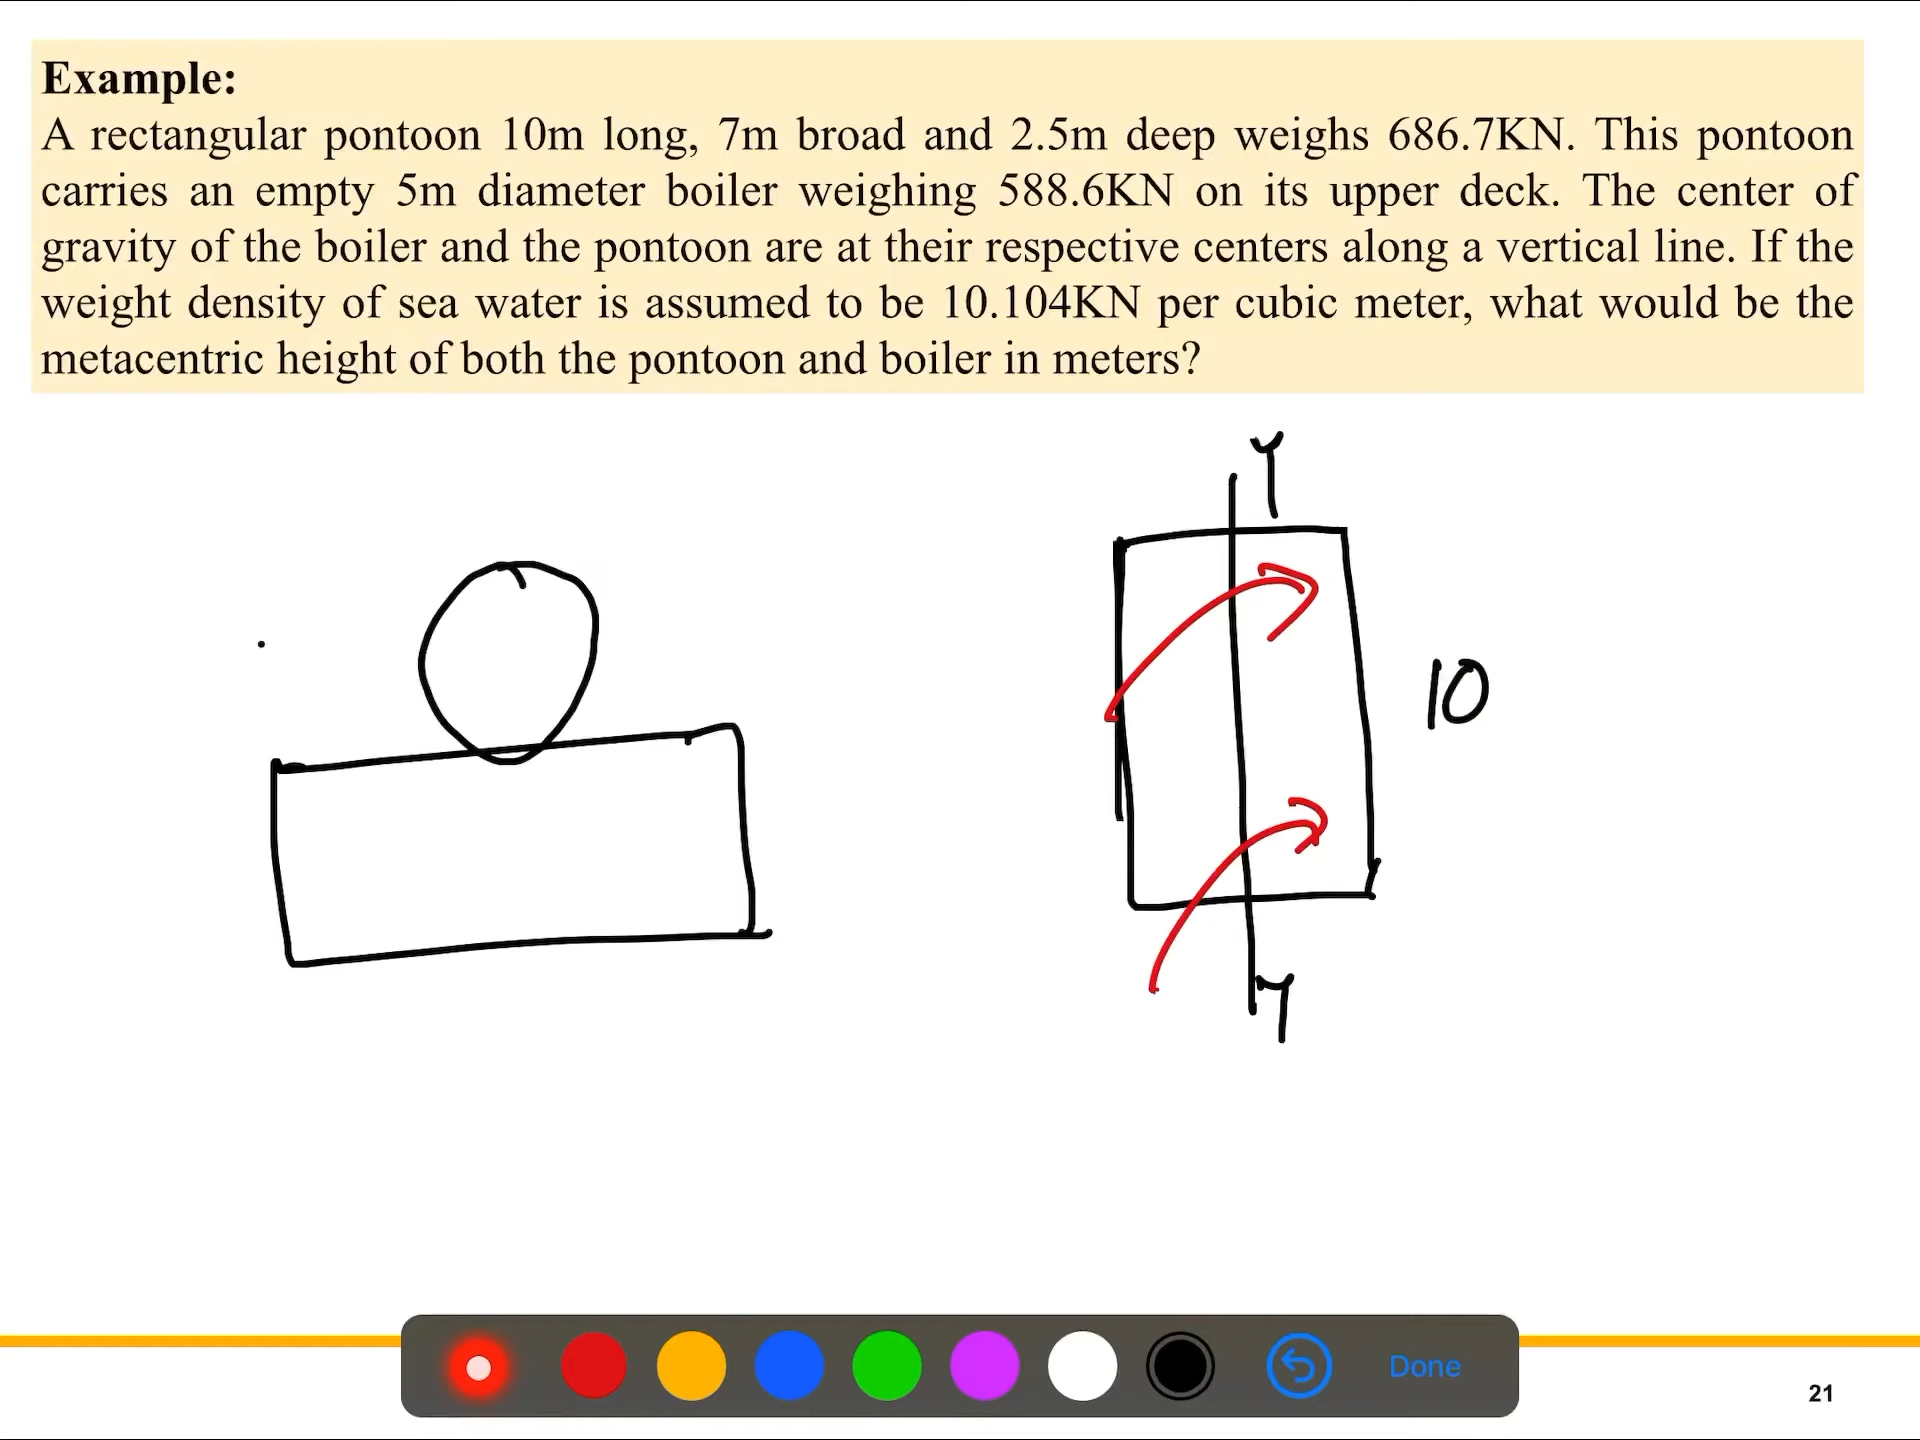 Example:
A rectangular pontoon 10m long, 7m broad and 2.5m deep weighs 686.7KN. This pontoon
carries an empty 5m diameter boiler weighing 588.6KN on its upper deck. The center of
gravity of the boiler and the pontoon are at their respective centers along a vertical line. If the
weight density of sea water is assumed to be 10.104KN per cubic meter, what would be the
metacentric height of both the pontoon and boiler in meters?
Y
10
Y
Done
21